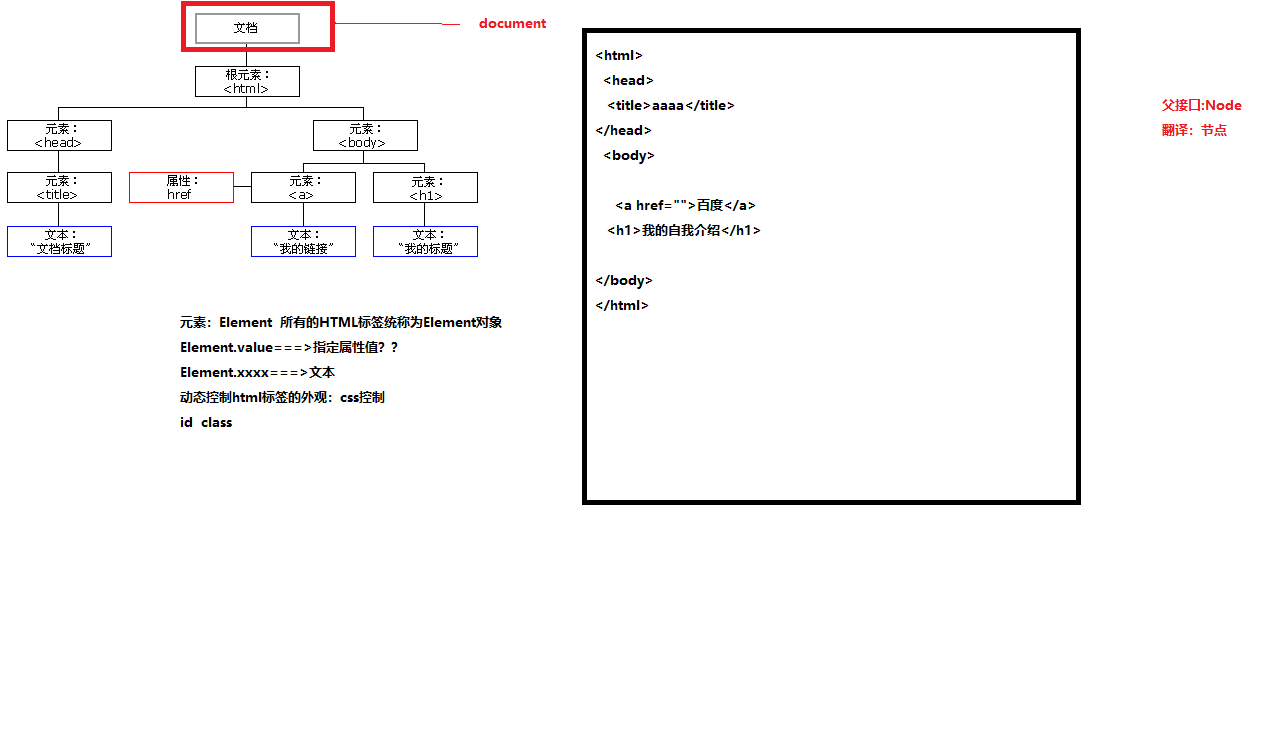 文档
document
根元素：
<html>
元素：
<head>
元素：
<body>
元素：
<title>
属性：
href
元素：
<a>
元素：
<h1>
文本：
“文档标题”
文本：
“我的链接”
文本：
“我的标题”
元素：Element  所有的HTML标签统称为Element对象
Element.value===>指定属性值？？
Element.xxxx===>文本
动态控制html标签的外观：css控制
id  class
<html>
<head>
<title>aaaa</title>
</head>
<body>
<a href="">百度</a>
<h1>我的自我介绍</h1>
</body>
</html>
父接口:Node
翻译：节点